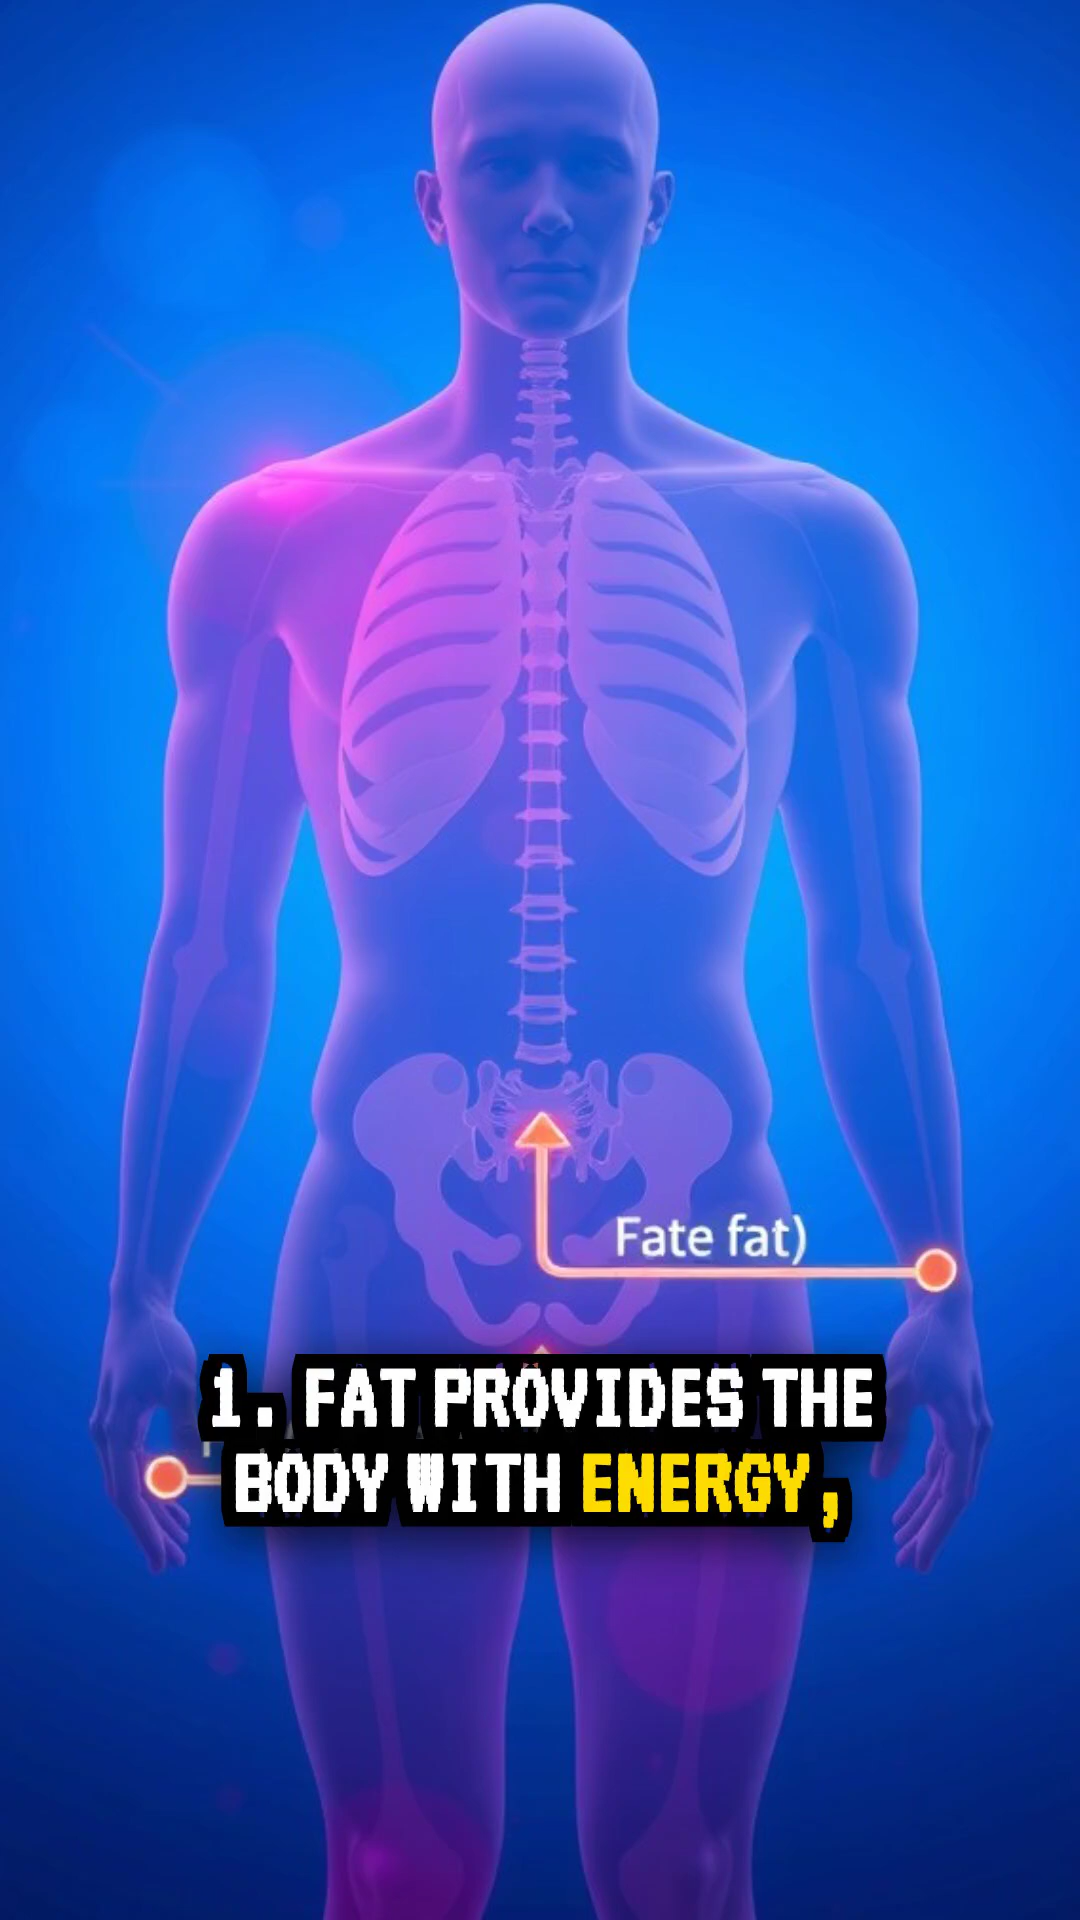 Fate fat)
1. FAT PROVIDES THE
BODY WITH ENERGY,